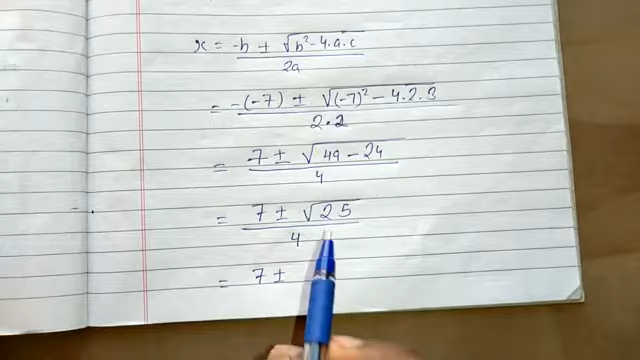 x = -b ± √b² - 4.a.c / 2a
= -(-7) ± √(-7)² - 4.2.3 / 2.2
= 7 ± √49 - 24 / 4
= 7 ± √25 / 4
= 7 ±